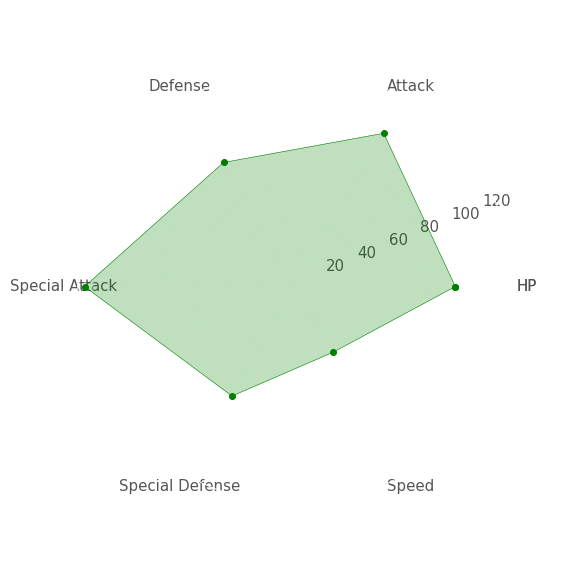 Defense
Attack
120
100
80
60
40
20
Special Attack
HP
Special Defense
Speed